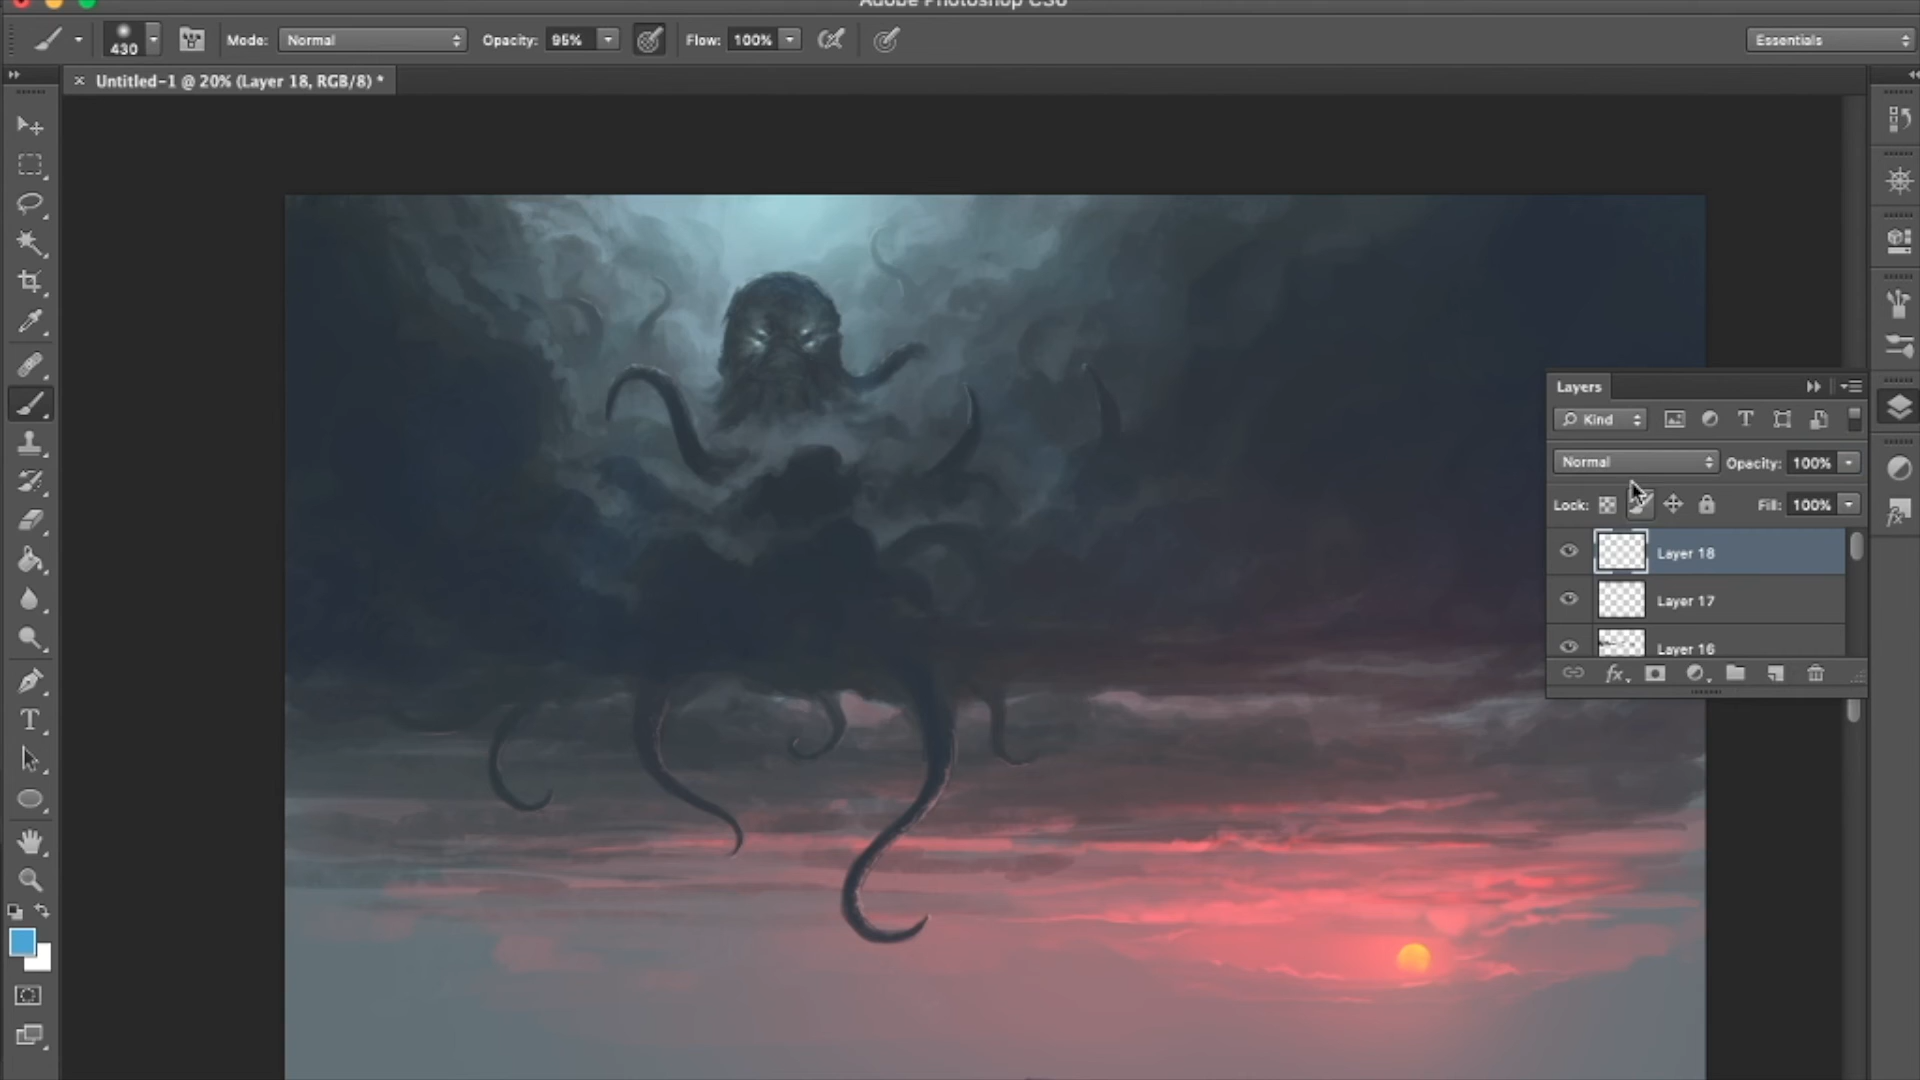 Adobe Photoshop CS6
430
Mode: Normal
Opacity: 95%
Flow: 100%
Essentials
Untitled-1 @ 20% (Layer 18, RGB/8) *
Layers
Kind
Normal
Opacity: 100%
Lock:
Fill: 100%
Layer 18
Layer 17
Layer 16